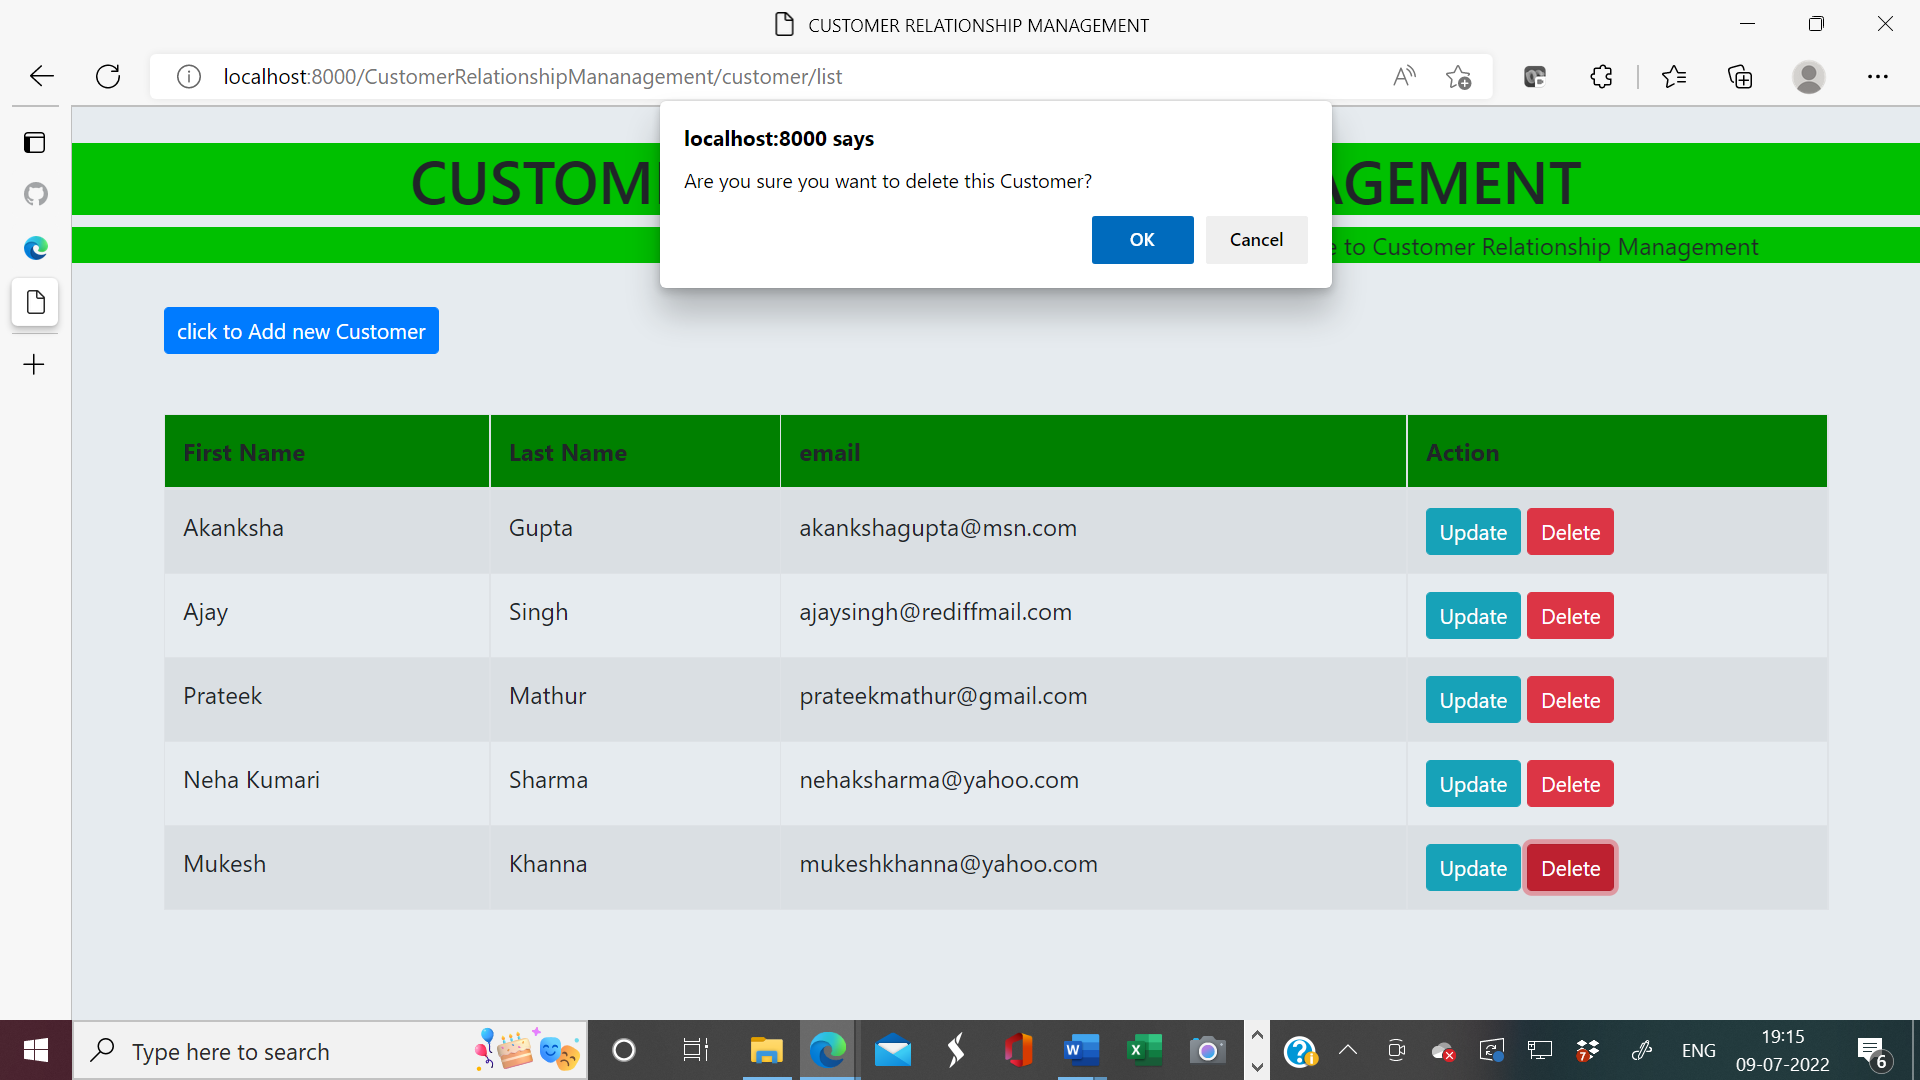 CUSTOMER RELATIONSHIP MANAGEMENT
localhost:8000/CustomerRelationshipMananagement/customer/list
localhost:8000 says
Are you sure you want to delete this Customer?
OK Cancel
CUSTOM AGEMENT
e to Customer Relationship Management
click to Add new Customer
First Name Last Name email Action
Akanksha Gupta akankshagupta@msn.com Update Delete
Ajay Singh ajaysingh@rediffmail.com Update Delete
Prateek Mathur prateekmathur@gmail.com Update Delete
Neha Kumari Sharma nehaksharma@yahoo.com Update Delete
Mukesh Khanna mukeshkhanna@yahoo.com Update Delete
Type here to search
7
ENG
19:15
09-07-2022
6